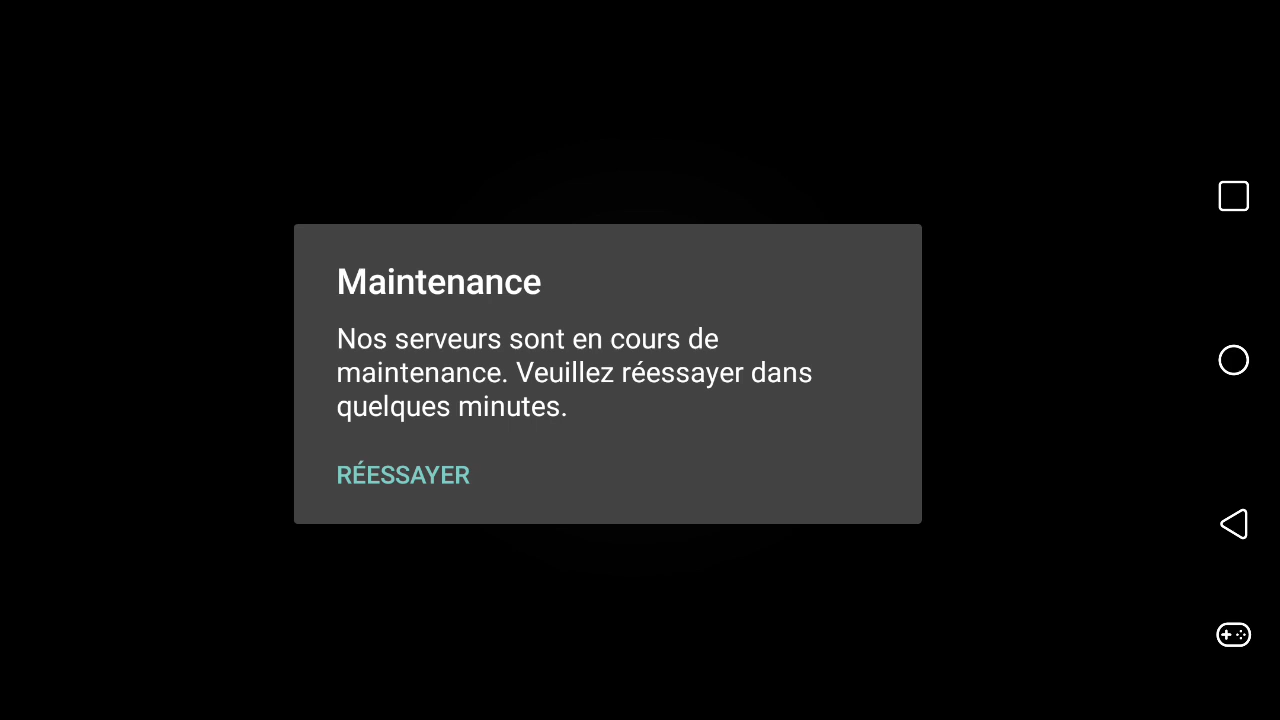 Maintenance
Nos serveurs sont en cours de
maintenance. Veuillez réessayer dans
quelques minutes.
RÉESSAYER